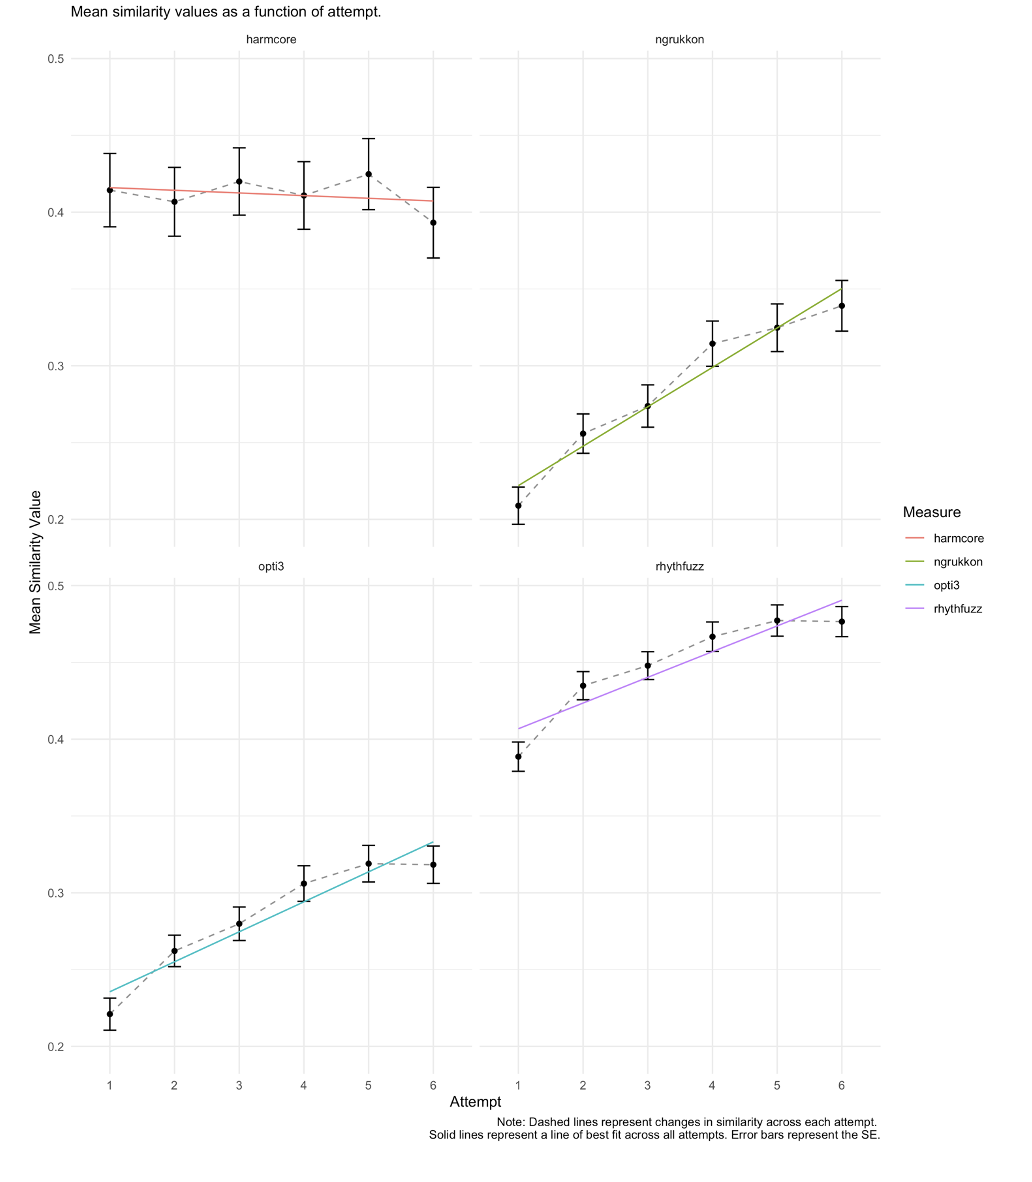 Mean similarity values as a function of attempt.
harmcore
ngrukkon
0.5
0.4
0.3
0.2
Mean Similarity Value
opti3
rhythfuzz
0.5
0.4
0.3
0.2
1 2 3 4 5 6
1 2 3 4 5 6
Attempt
Measure
harmcore
ngrukkon
opti3
rhythfuzz
Note: Dashed lines represent changes in similarity across each attempt.
Solid lines represent a line of best fit across all attempts. Error bars represent the SE.